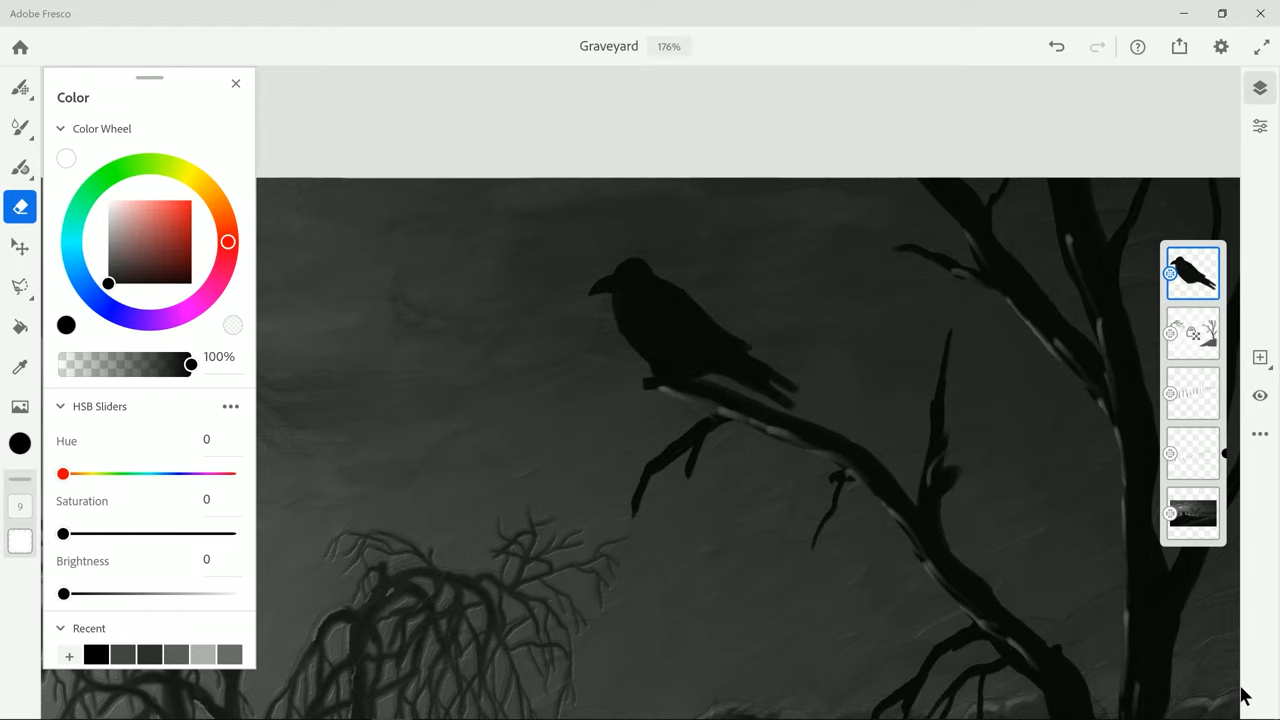 Adobe Fresco
Graveyard 176%
Color
Color Wheel
100%
HSB Sliders
Hue 0
Saturation 0
Brightness 0
9
Recent